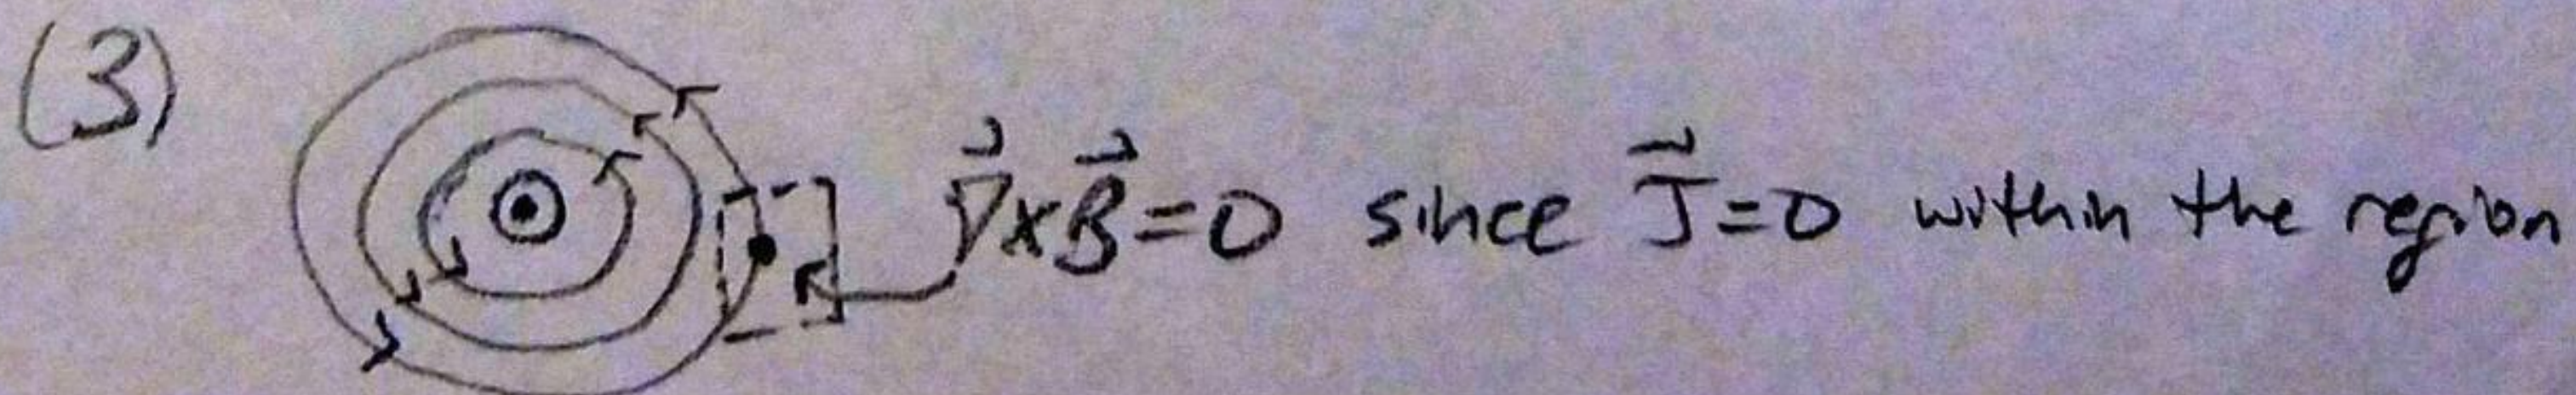 (3) ∇⃗×B⃗=0 since J⃗=0 within the region